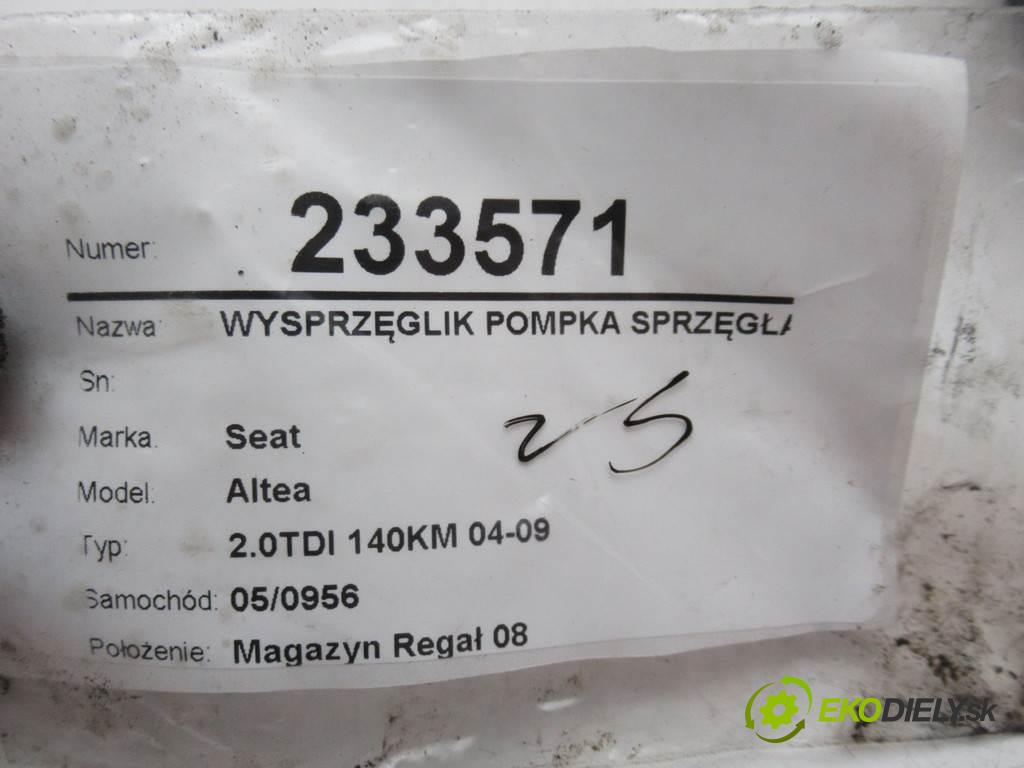 Numer: 233571
Nazwa: WYSPRZĘGLIK POMPKA SPRZĘGŁA
Sn:
Marka: Seat
25
Model: Altea
Typ: 2.0TDI 140KM 04-09
Samochód: 05/0956
Położenie: Magazyn Regał 08
EKODIELY.sk